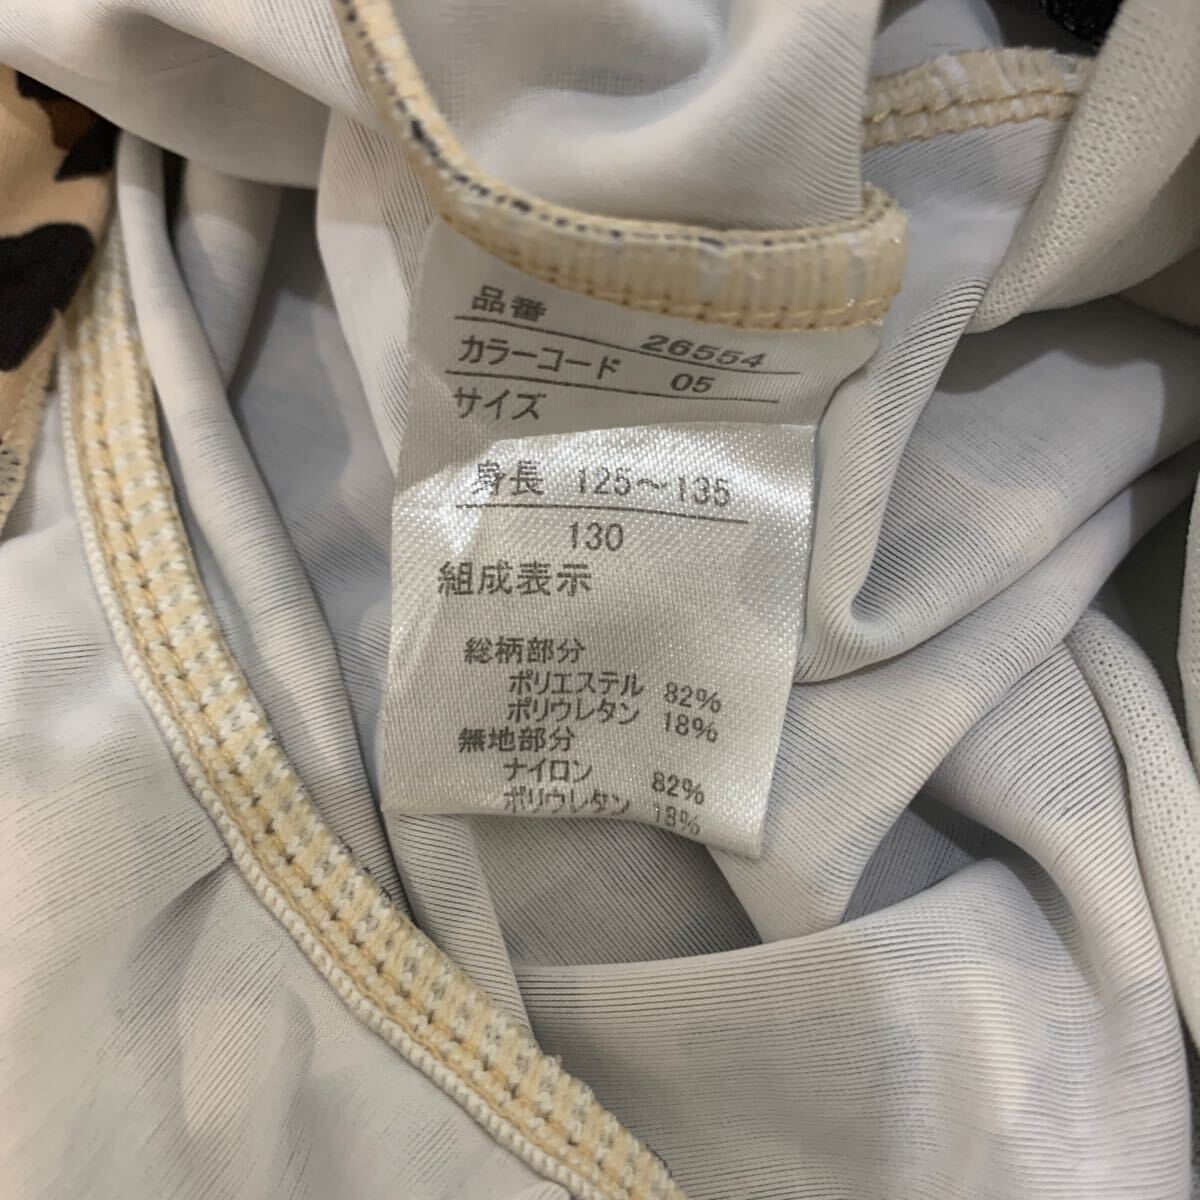 品番 26554
カラーコード 05
サイズ
身長 125～135
130
組成表示
総柄部分
ポリエステル 82%
ポリウレタン 18%
無地部分
ナイロン 82%
ポリウレタン 18%